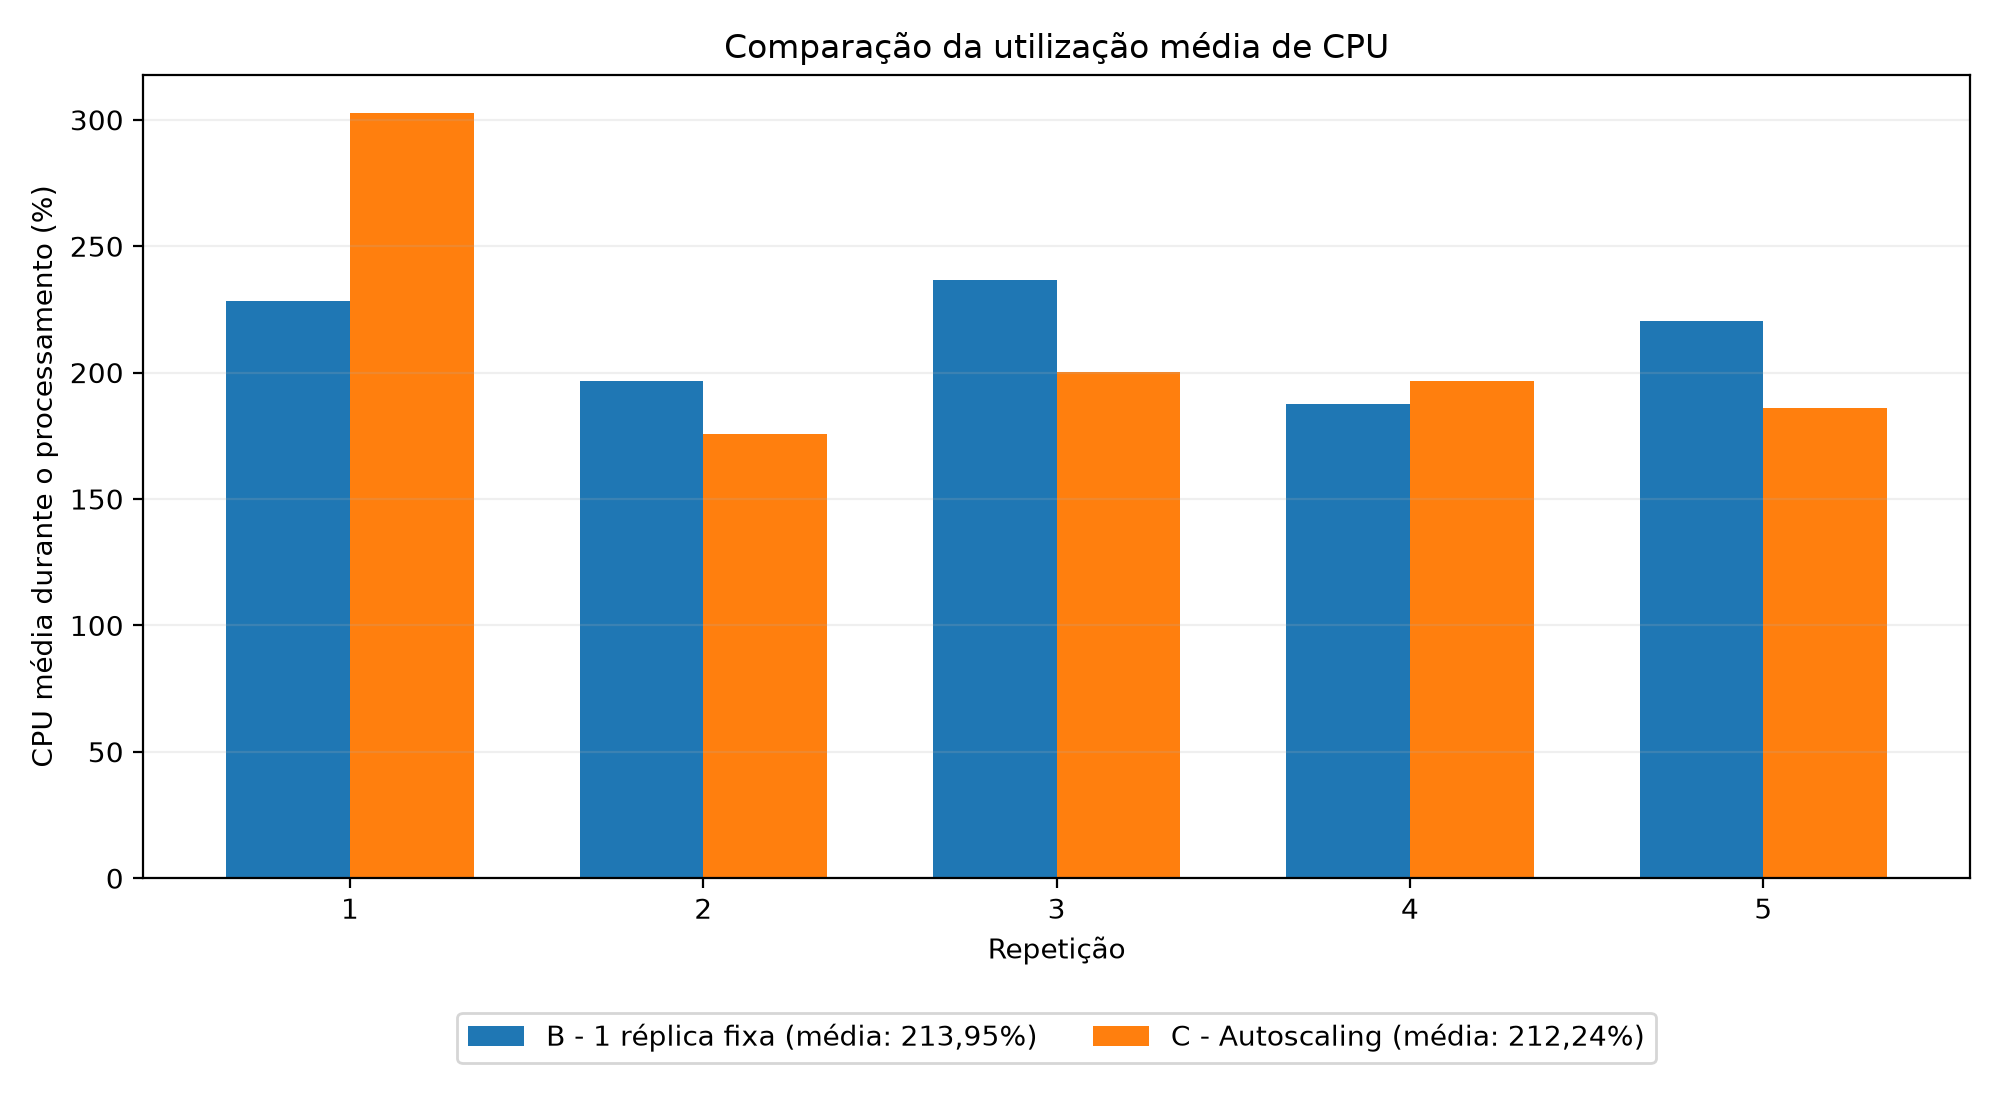 Comparação da utilização média de CPU
CPU média durante o processamento (%)
300
250
200
150
100
50
0
1 2 3 4 5
Repetição
B - 1 réplica fixa (média: 213,95%) C - Autoscaling (média: 212,24%)